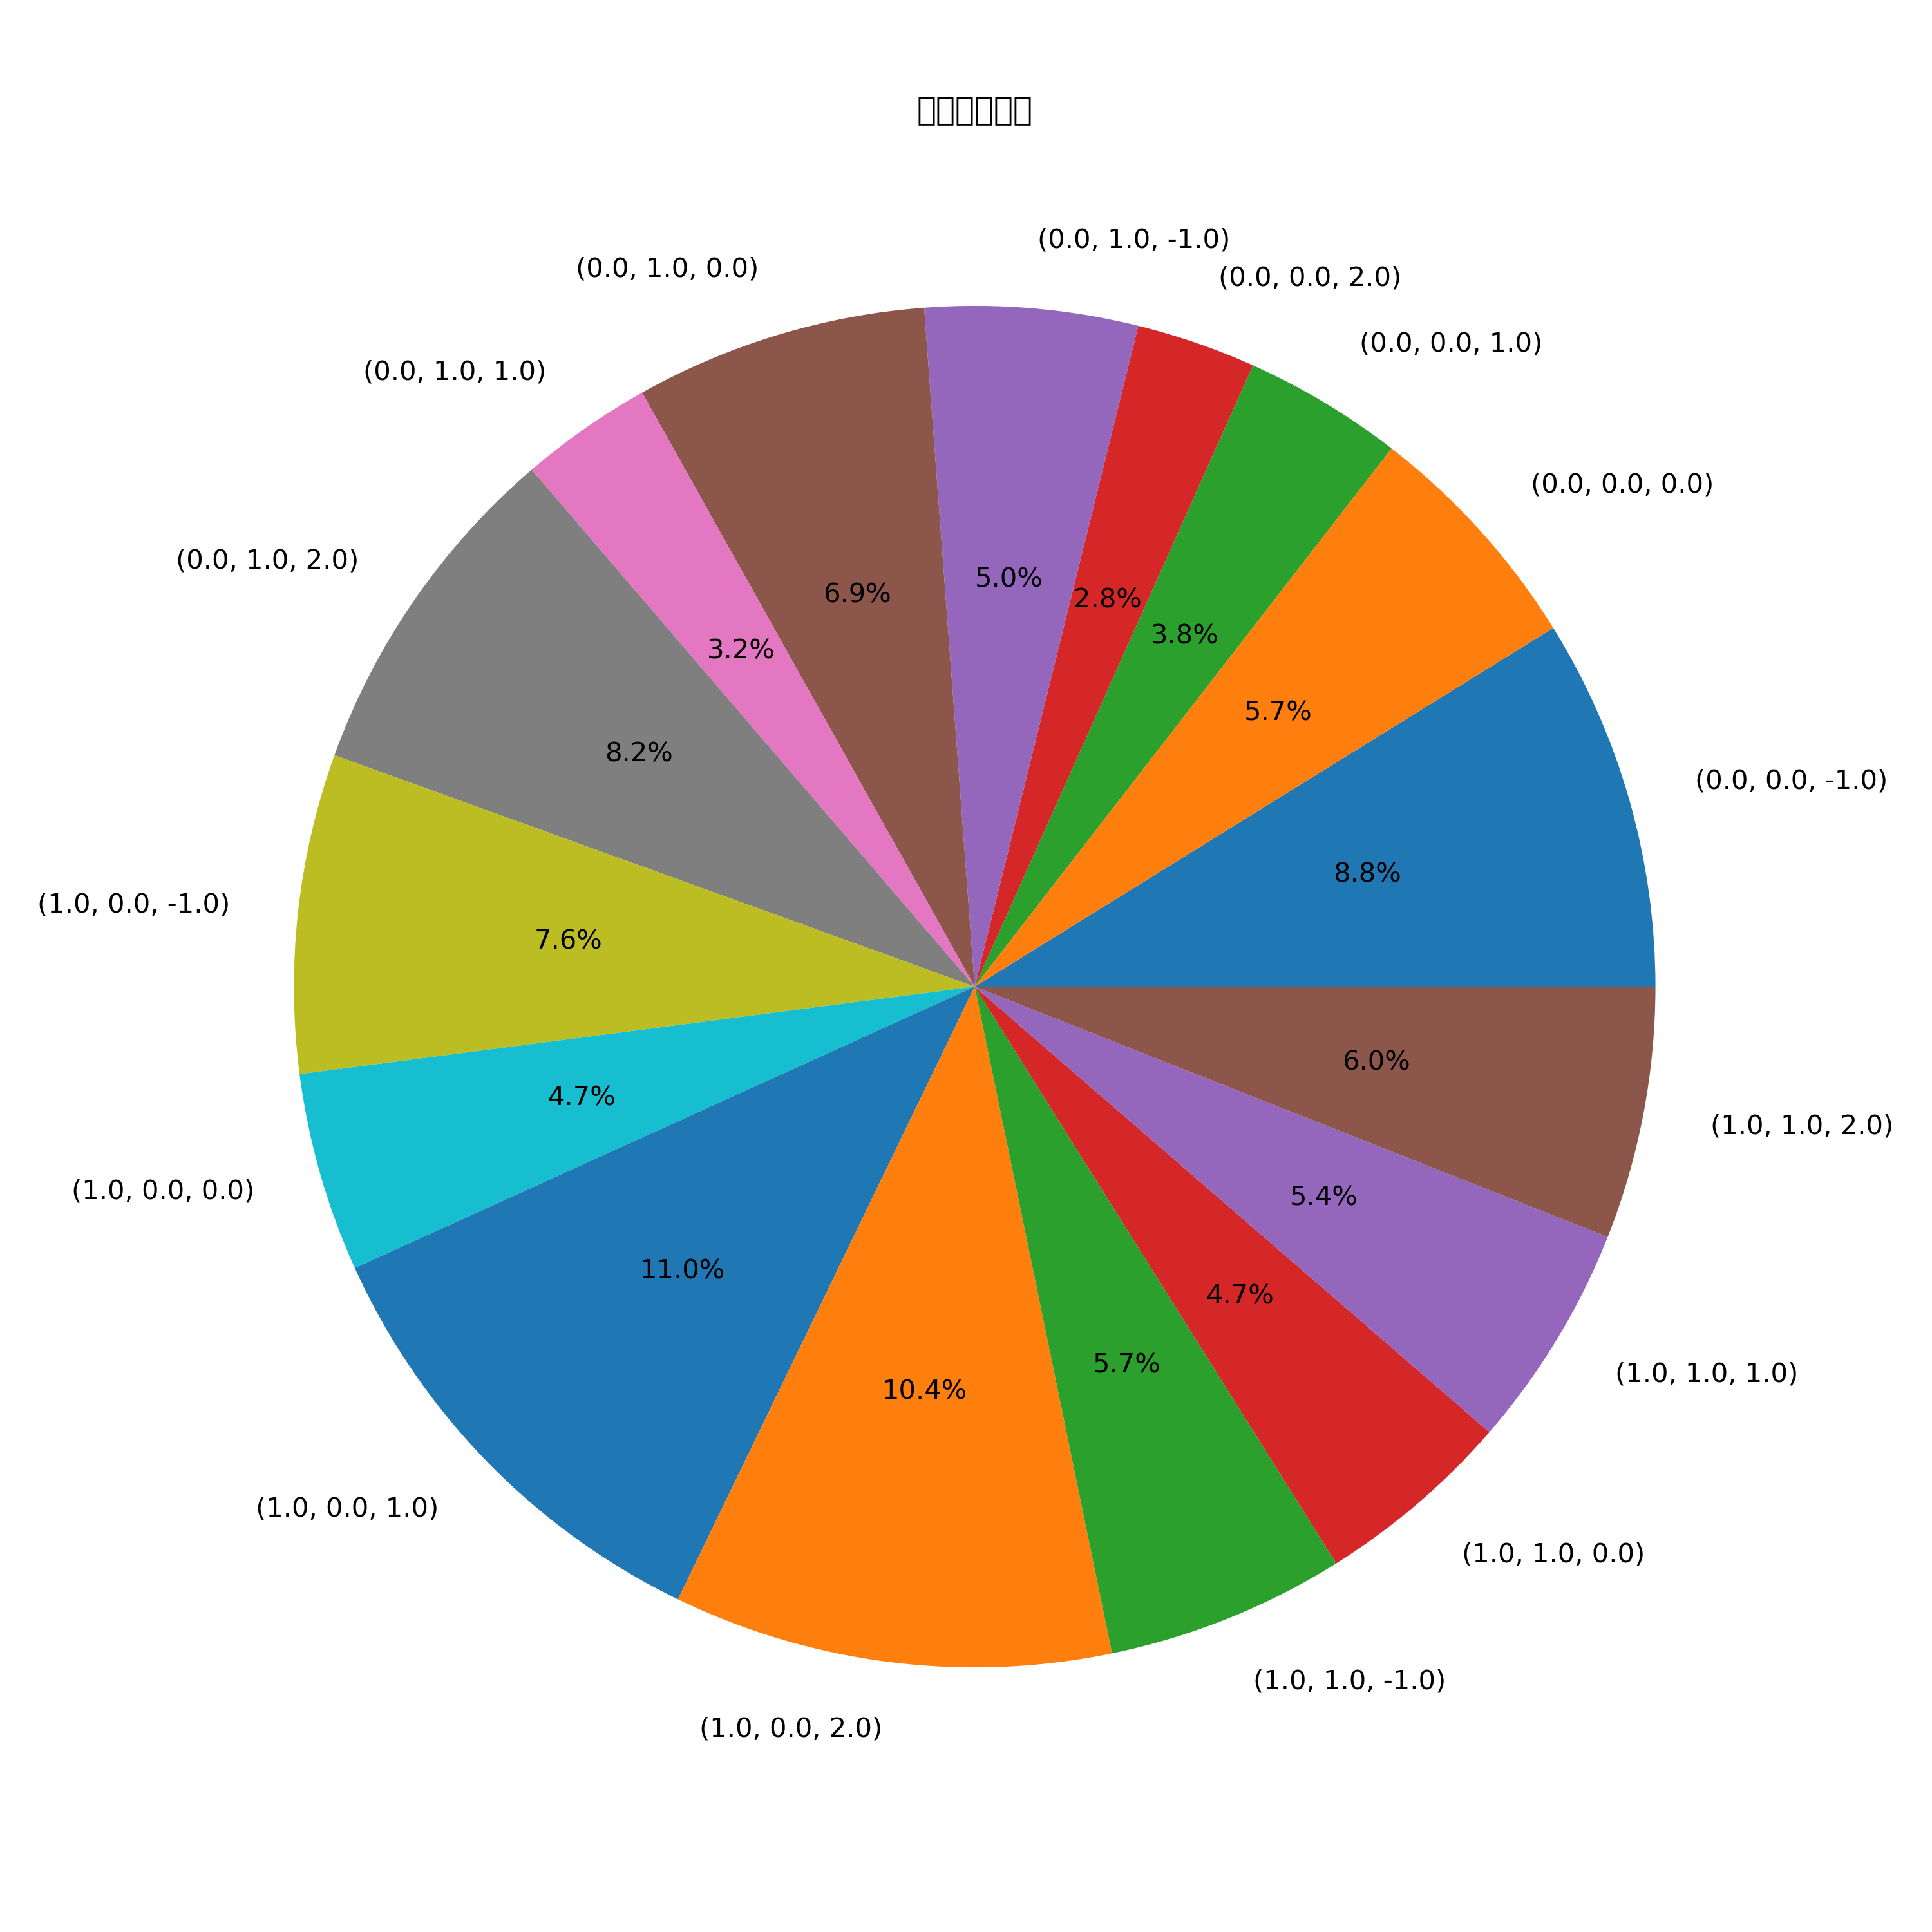 (0.0, 1.0, -1.0)
(0.0, 1.0, 0.0)
(0.0, 0.0, 2.0)
(0.0, 0.0, 1.0)
(0.0, 1.0, 1.0)
(0.0, 0.0, 0.0)
(0.0, 1.0, 2.0)
5.0%
6.9%
2.8%
3.8%
3.2%
5.7%
8.2%
(0.0, 0.0, -1.0)
8.8%
(1.0, 0.0, -1.0)
7.6%
6.0%
4.7%
(1.0, 1.0, 2.0)
(1.0, 0.0, 0.0)
5.4%
11.0%
4.7%
5.7%
(1.0, 1.0, 1.0)
10.4%
(1.0, 0.0, 1.0)
(1.0, 1.0, 0.0)
(1.0, 1.0, -1.0)
(1.0, 0.0, 2.0)